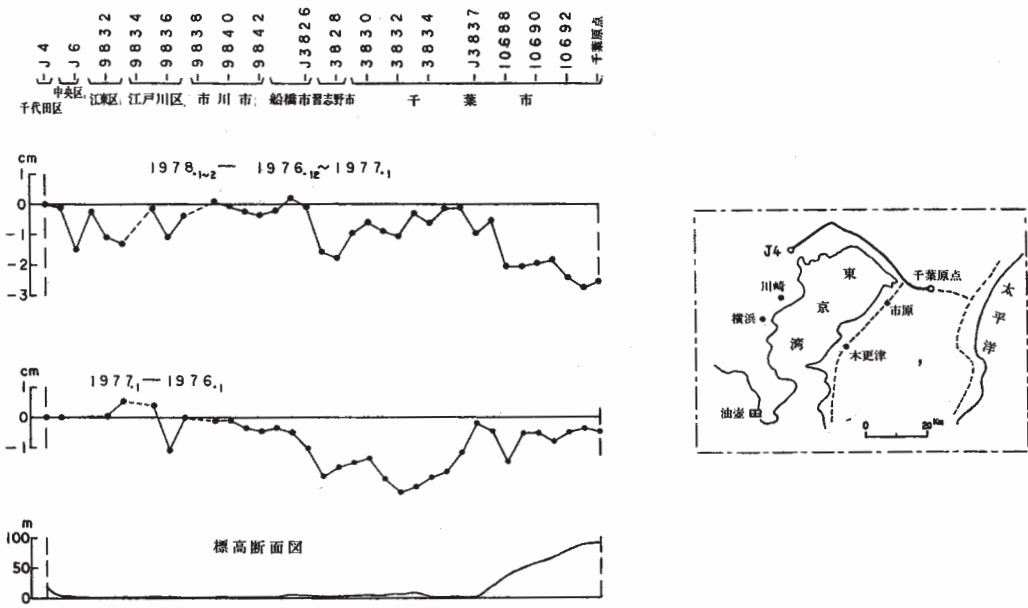 J4
J6
9832
9834
9836
9838
9840
9842
J3826
3828
3830
3832
3834
J3837
10688
10690
10692
千葉原点
千代田区
中央区
江東区
江戸川区
市川市
船橋市
習志野市
千葉市
cm
1978.1~2 — 1976.12~1977.1
1
0
-1
-2
-3
cm
1977.1 — 1976.1
1
0
-1
m
標高断面図
100
50
0
J4
千葉原点
東京湾
太平洋
川崎
市原
横浜
木更津
油壺
0 20 Km